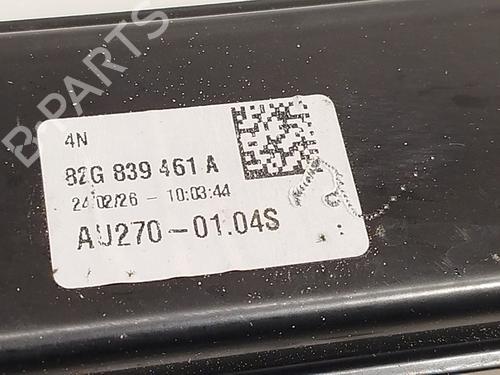 B-PARTS
4N
82G 839 461 A
24/02/26 - 10:03:44
AU270-01.04S